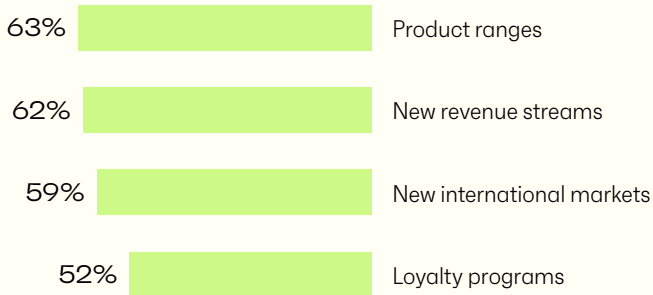 63% Product ranges
62% New revenue streams
59% New international markets
52% Loyalty programs